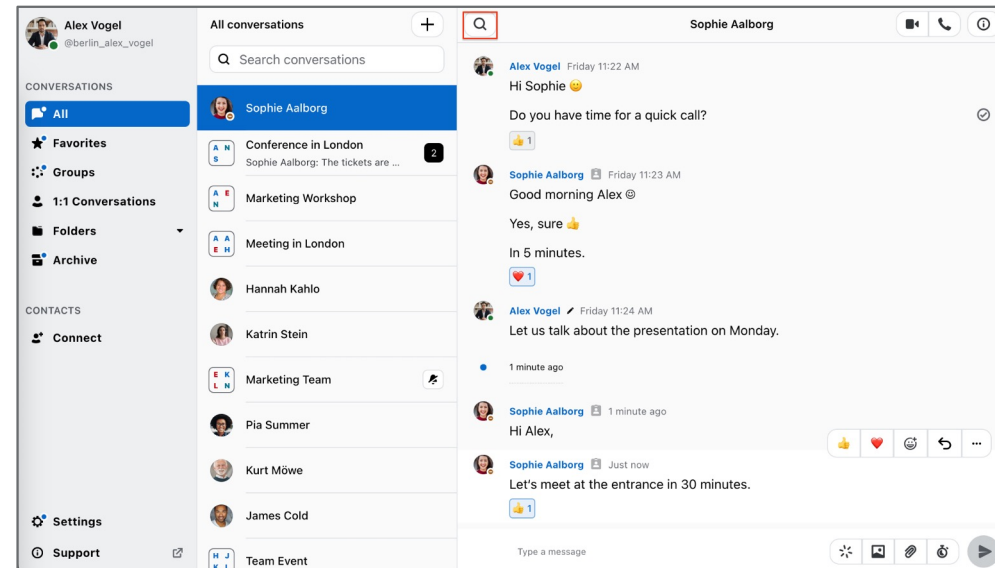 Alex Vogel
@berlin_alex_vogel
CONVERSATIONS
All
Favorites
Groups
1:1 Conversations
Folders
Archive
CONTACTS
Connect
Settings
Support
All conversations
Search conversations
Sophie Aalborg
A N
S
Conference in London
Sophie Aalborg: The tickets are ...
2
A E
N
Marketing Workshop
A A
E H
Meeting in London
Hannah Kahlo
Katrin Stein
E K
L N
Marketing Team
Pia Summer
Kurt Möwe
James Cold
H J
K L
Team Event
Sophie Aalborg
Alex Vogel Friday 11:22 AM
Hi Sophie 🙂
Do you have time for a quick call?
👍 1
Sophie Aalborg Friday 11:23 AM
Good morning Alex ☺
Yes, sure 👍
In 5 minutes.
❤️ 1
Alex Vogel Friday 11:24 AM
Let us talk about the presentation on Monday.
1 minute ago
Sophie Aalborg 1 minute ago
Hi Alex,
Sophie Aalborg Just now
Let's meet at the entrance in 30 minutes.
👍 1
Type a message